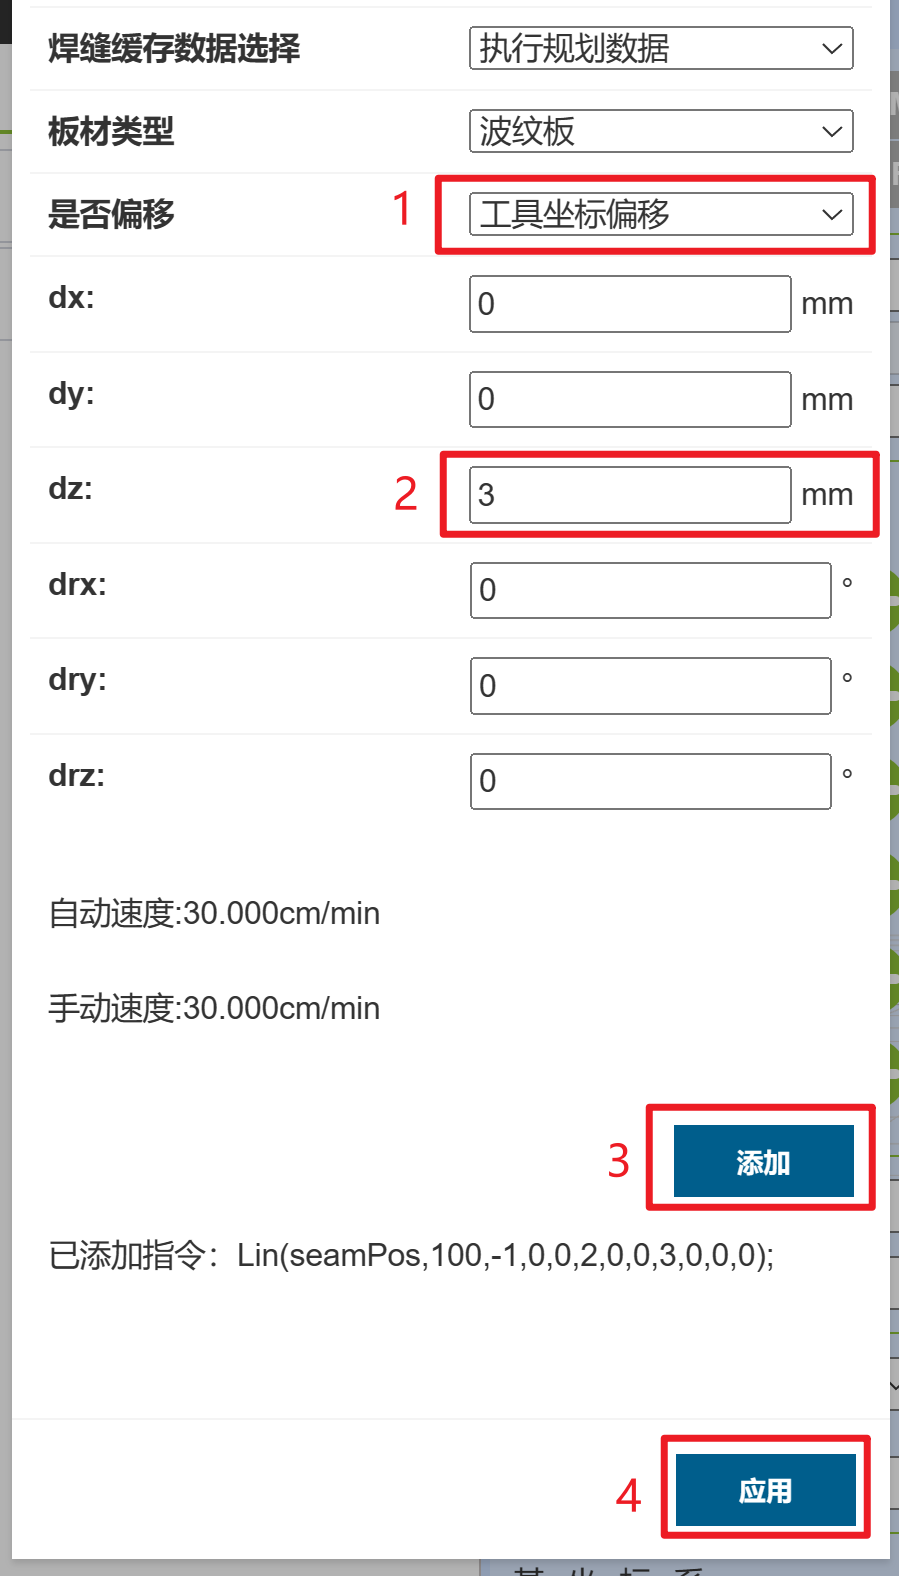 焊缝缓存数据选择 执行规划数据
板材类型 波纹板
是否偏移 1 工具坐标偏移
dx: 0 mm
dy: 0 mm
dz: 2 3 mm
drx: 0 °
dry: 0 °
drz: 0 °
自动速度:30.000cm/min
手动速度:30.000cm/min
3 添加
已添加指令：Lin(seamPos,100,-1,0,0,2,0,0,3,0,0,0);
4 应用